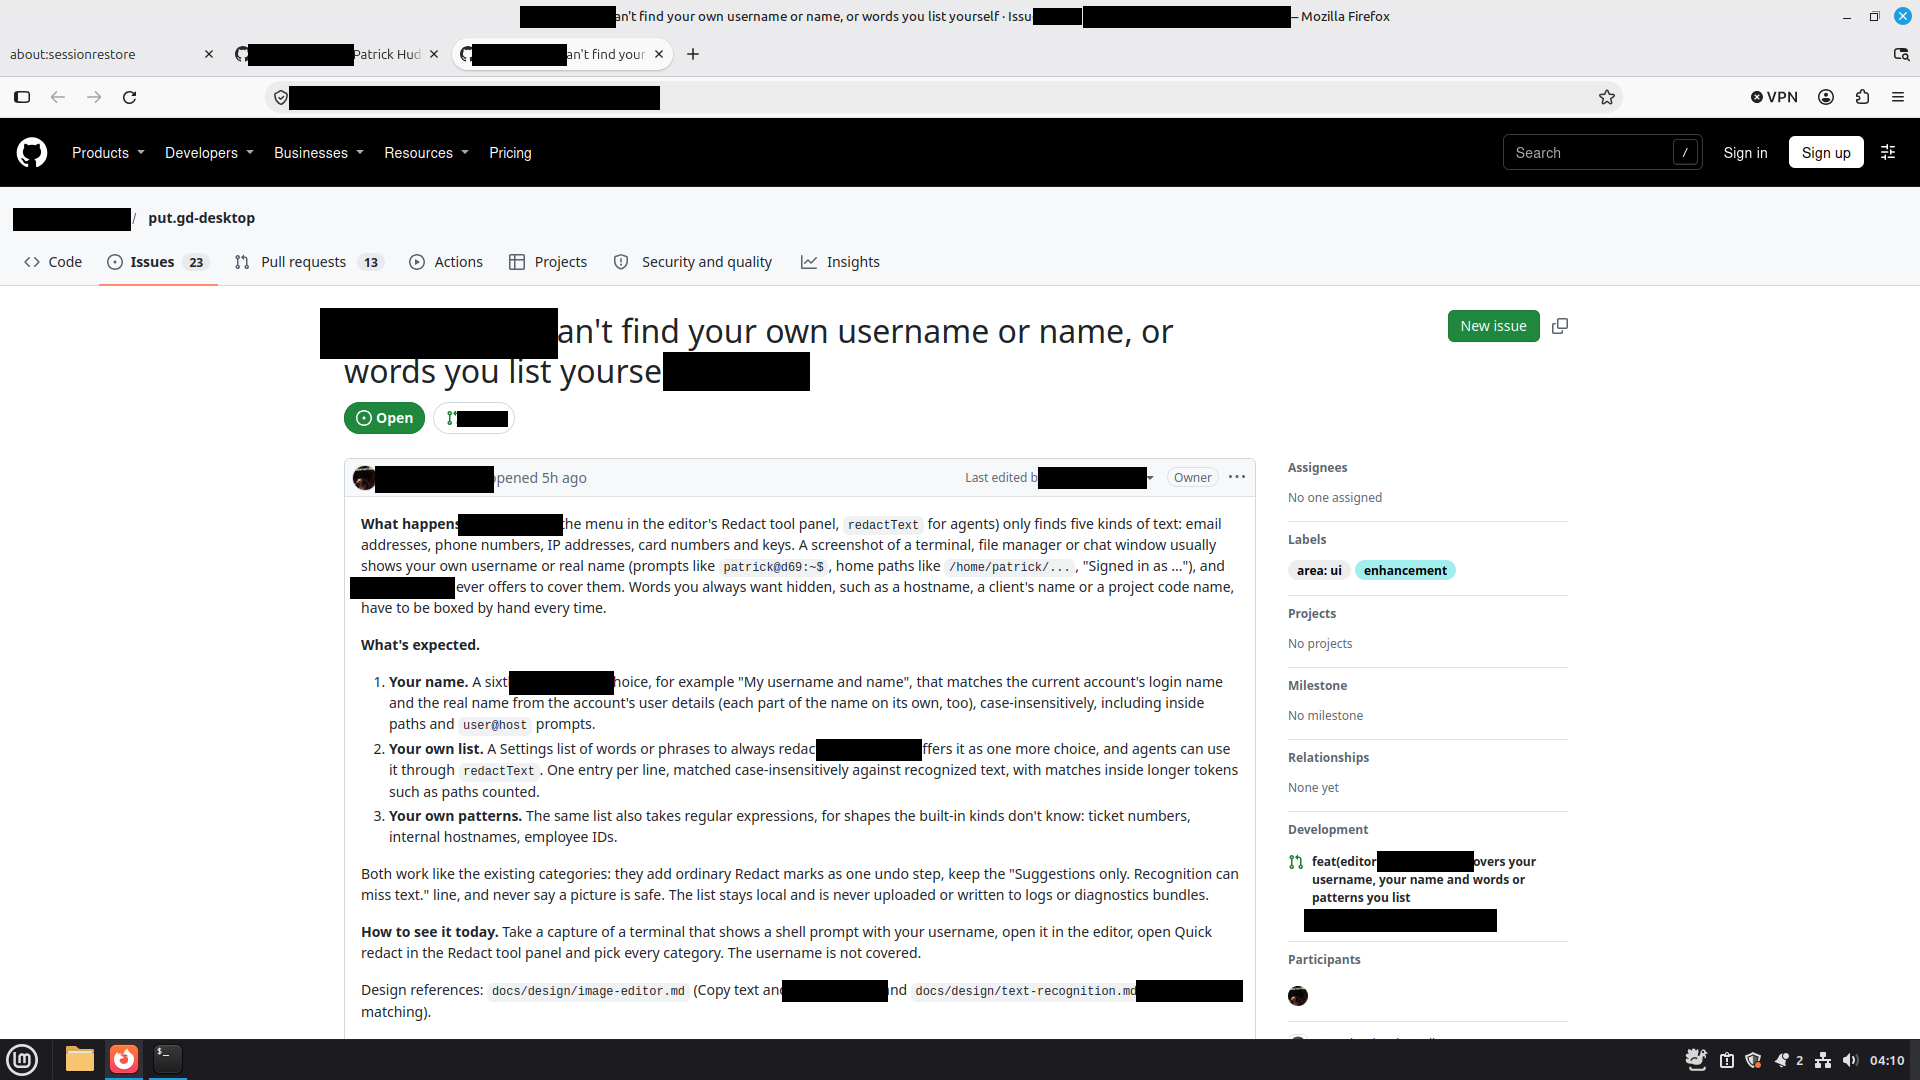 an't find your own username or name, or words you list yourself · Issu
– Mozilla Firefox
about:sessionrestore
Patrick Hud
an't find your
VPN
Products
Developers
Businesses
Resources
Pricing
Search
/
Sign in
Sign up
/ put.gd-desktop
Code
Issues 23
Pull requests 13
Actions
Projects
Security and quality
Insights
an't find your own username or name, or
words you list yourse
New issue
Open
opened 5h ago
Last edited b
Owner
What happens
the menu in the editor's Redact tool panel, redactText for agents) only finds five kinds of text: email
addresses, phone numbers, IP addresses, card numbers and keys. A screenshot of a terminal, file manager or chat window usually
shows your own username or real name (prompts like patrick@d69:~$, home paths like /home/patrick/..., "Signed in as ..."), and
ever offers to cover them. Words you always want hidden, such as a hostname, a client's name or a project code name,
have to be boxed by hand every time.
What's expected.
1. Your name. A sixt
hoice, for example "My username and name", that matches the current account's login name
and the real name from the account's user details (each part of the name on its own, too), case-insensitively, including inside
paths and user@host prompts.
2. Your own list. A Settings list of words or phrases to always redac
ffers it as one more choice, and agents can use
it through redactText. One entry per line, matched case-insensitively against recognized text, with matches inside longer tokens
such as paths counted.
3. Your own patterns. The same list also takes regular expressions, for shapes the built-in kinds don't know: ticket numbers,
internal hostnames, employee IDs.
Both work like the existing categories: they add ordinary Redact marks as one undo step, keep the "Suggestions only. Recognition can
miss text." line, and never say a picture is safe. The list stays local and is never uploaded or written to logs or diagnostics bundles.
How to see it today. Take a capture of a terminal that shows a shell prompt with your username, open it in the editor, open Quick
redact in the Redact tool panel and pick every category. The username is not covered.
Design references: docs/design/image-editor.md (Copy text and
and docs/design/text-recognition.md
matching).
Assignees
No one assigned
Labels
area: ui
enhancement
Projects
No projects
Milestone
No milestone
Relationships
None yet
Development
feat(editor
overs your
username, your name and words or
patterns you list
Participants
2
04:10